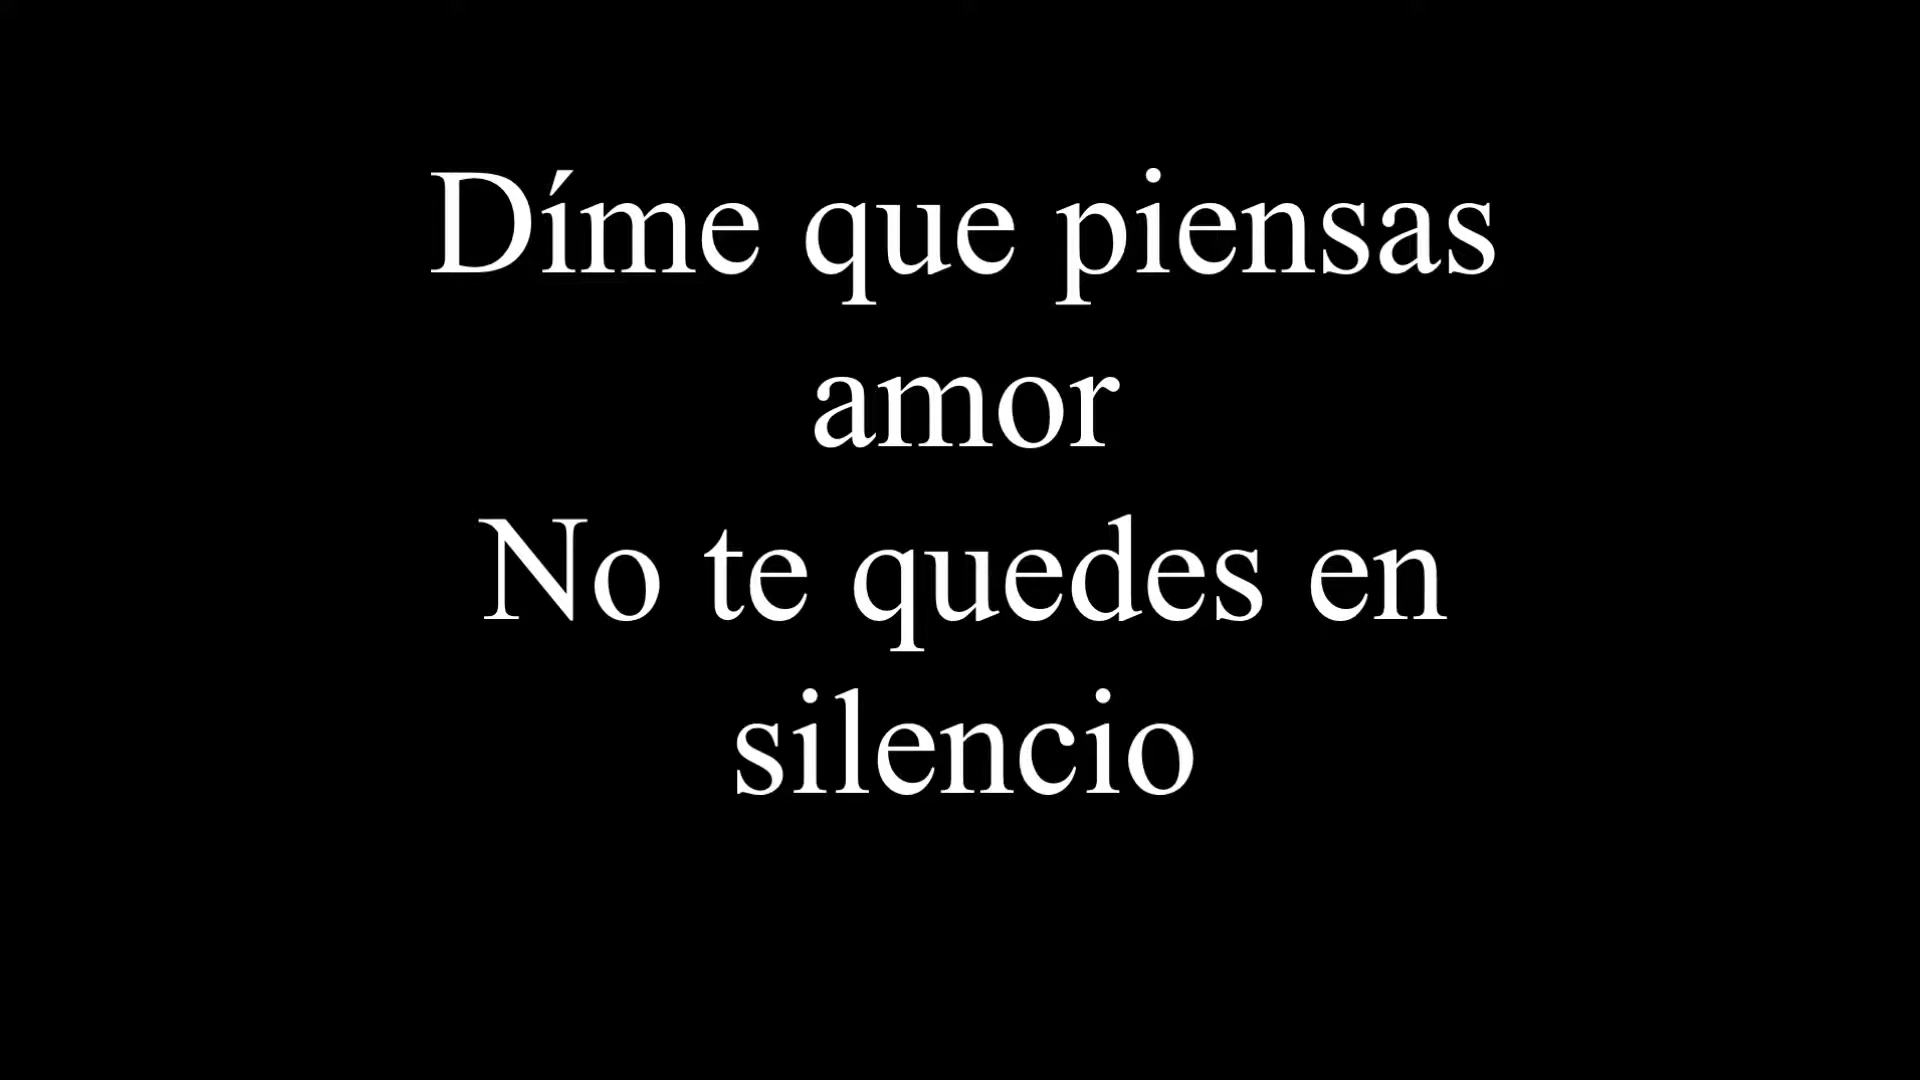 Díme que piensas
amor
No te quedes en
silencio